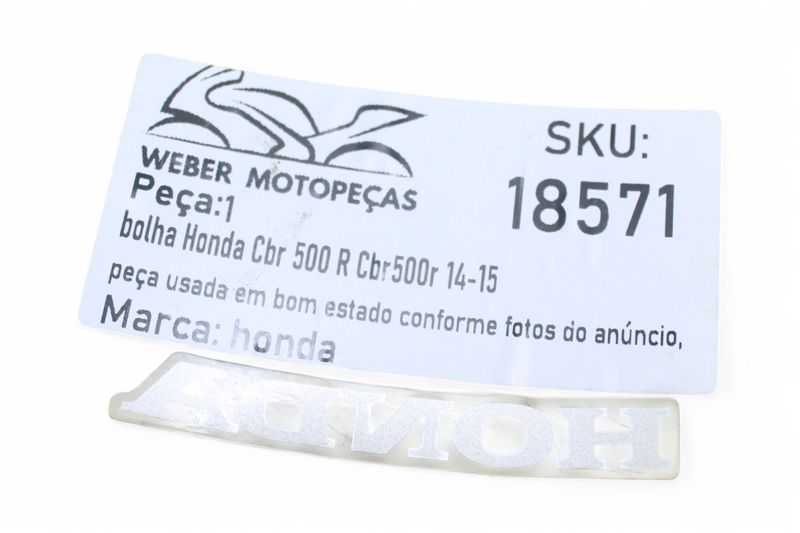 WEBER MOTOPEÇAS
SKU:
18571
Peça:1
bolha Honda Cbr 500 R Cbr500r 14-15
peça usada em bom estado conforme fotos do anúncio,
Marca: honda
HONDA